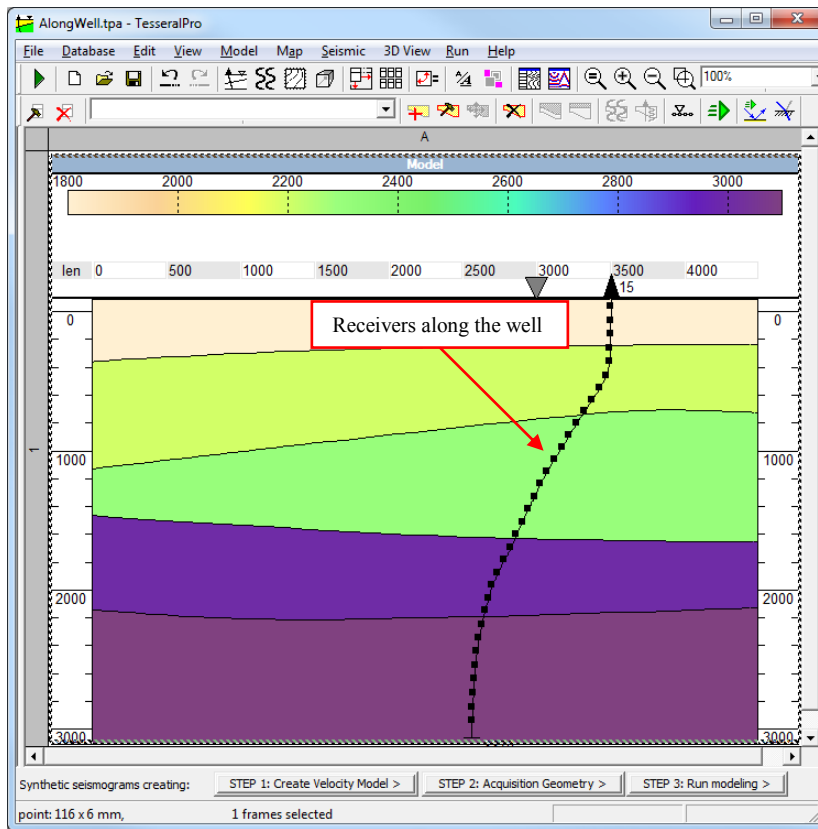 AlongWell.tpa - TesseralPro
File Database Edit View Model Map Seismic 3D View Run Help
100%
A
Model
1800 2000 2200 2400 2600 2800 3000
len 0 500 1000 1500 2000 2500 3000 3500 4000
15
Receivers along the well
0 0
1000 1000
1
2000 2000
3000 3000
Synthetic seismograms creating: STEP 1: Create Velocity Model > STEP 2: Acquisition Geometry > STEP 3: Run modeling >
point: 116 x 6 mm, 1 frames selected